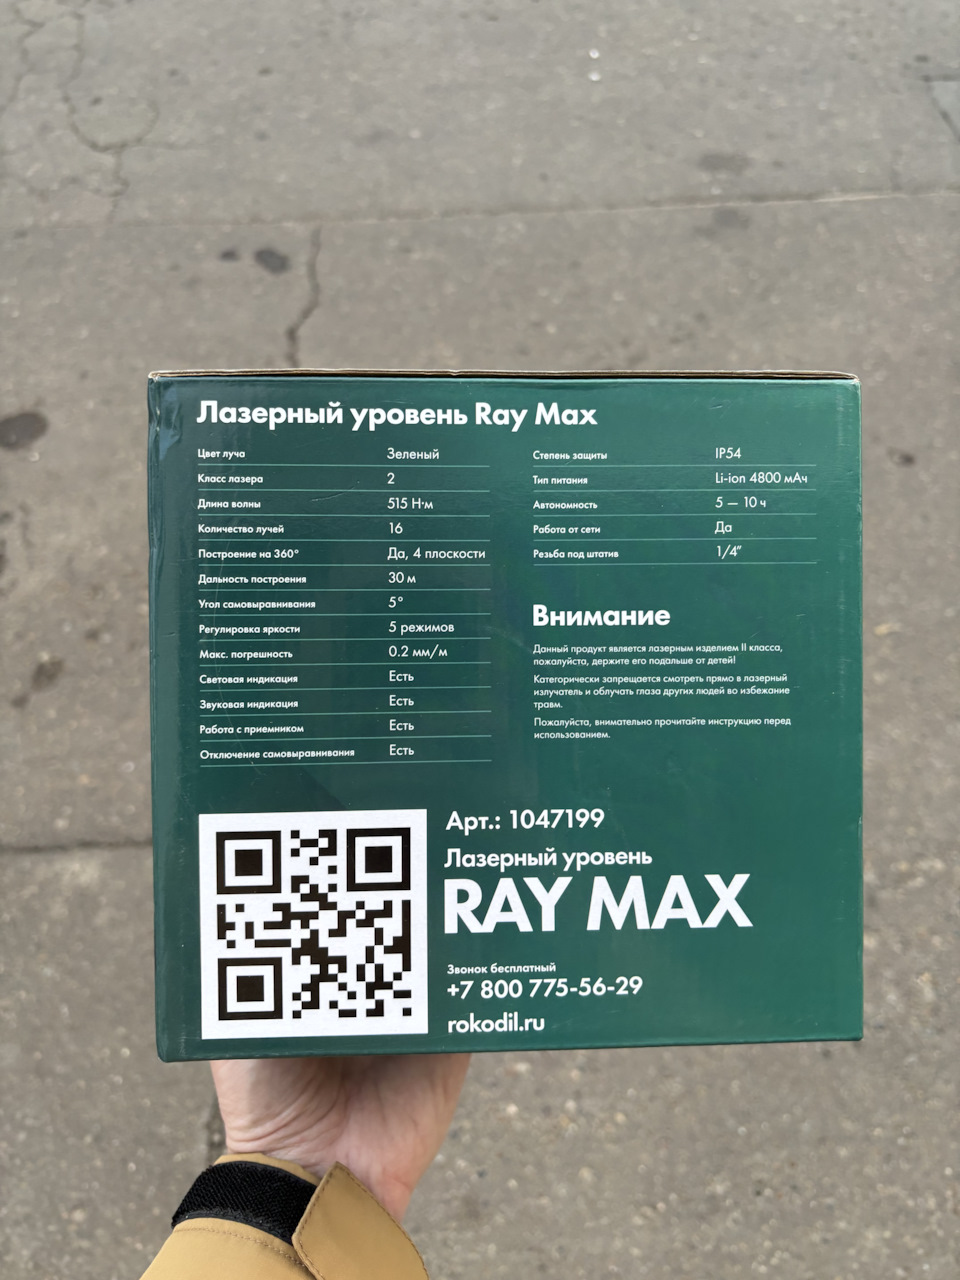 Лазерный уровень Ray Max
Цвет луча Зеленый
Класс лазера 2
Длина волны 515 Н·м
Количество лучей 16
Построение на 360° Да, 4 плоскости
Дальность построения 30 м
Угол самовыравнивания 5°
Регулировка яркости 5 режимов
Макс. погрешность 0.2 мм/м
Световая индикация Есть
Звуковая индикация Есть
Работа с приемником Есть
Отключение самовыравнивания Есть
Степень защиты IP54
Тип питания Li-ion 4800 мАч
Автономность 5 — 10 ч
Работа от сети Да
Резьба под штатив 1/4”
Внимание
Данный продукт является лазерным изделием II класса,
пожалуйста, держите его подальше от детей!
Категорически запрещается смотреть прямо в лазерный
излучатель и облучать глаза других людей во избежание
травм.
Пожалуйста, внимательно прочитайте инструкцию перед
использованием.
Арт.: 1047199
Лазерный уровень
RAY MAX
Звонок бесплатный
+7 800 775-56-29
rokodil.ru